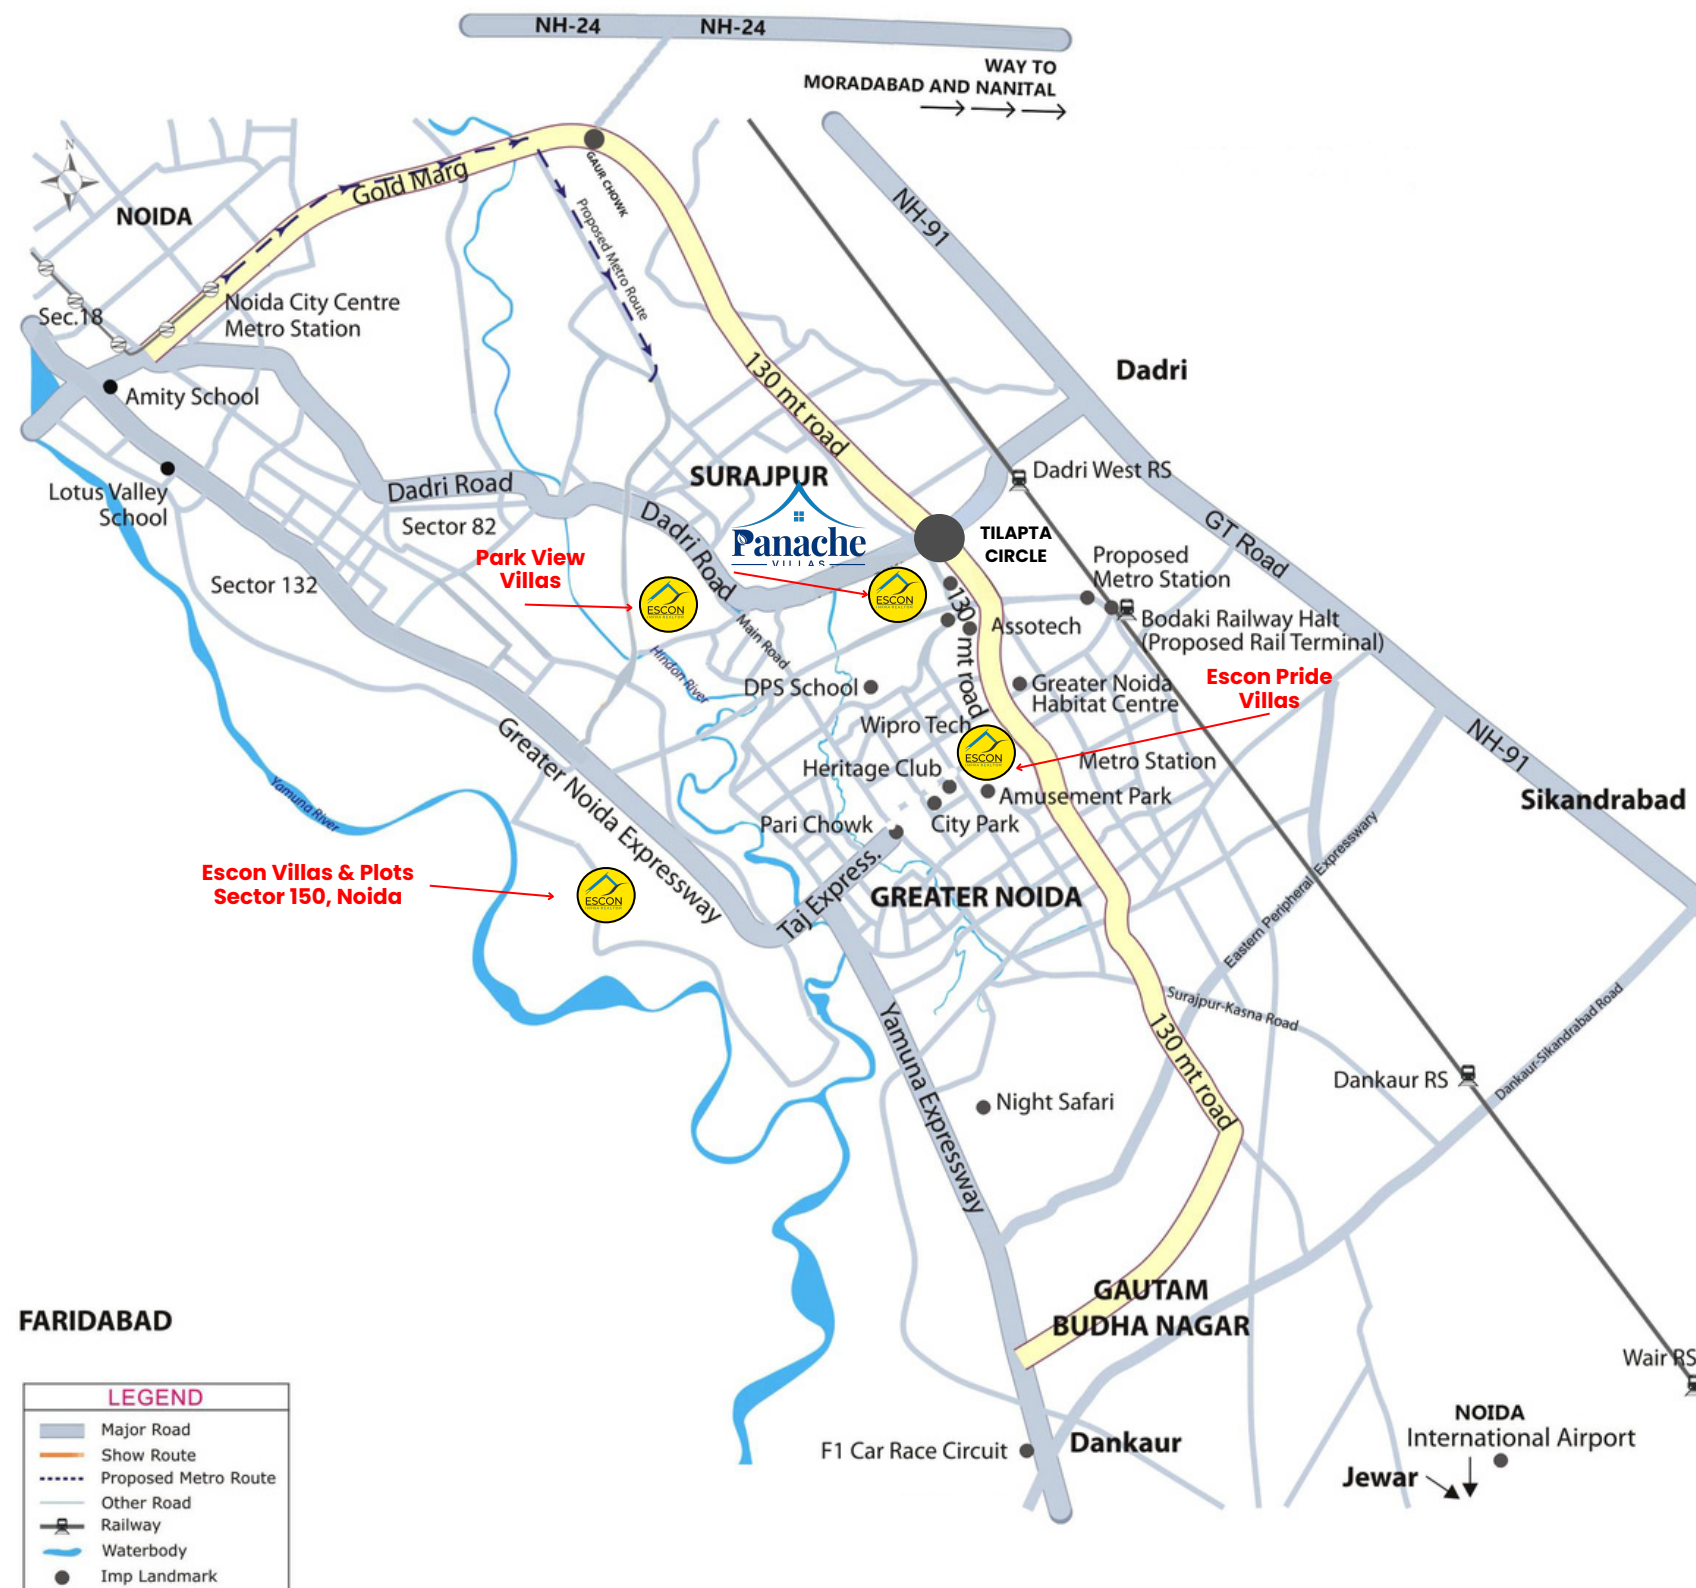 NH-24 NH-24
WAY TO
MORADABAD AND NANITAL
N
NOIDA
Gold Marg
GAUR CHOWK
Proposed Metro Route
NH-91
Sec.18
Noida City Centre
Metro Station
Amity School
130 mt road
Dadri
Lotus Valley
School
Dadri Road
Sector 82
SURAJPUR
Dadri West RS
GT Road
Panache
VILLAS
TILAPTA
CIRCLE
Dadri Road
Park View
Villas
ESCON
ESCON
Proposed
Metro Station
Sector 132
130 mt road
Assotech
Bodaki Railway Halt
(Proposed Rail Terminal)
Main Road
Hindon River
DPS School
Greater Noida
Habitat Centre
Escon Pride
Villas
Wipro Tech
ESCON
NH-91
Greater Noida Expressway
Heritage Club
Metro Station
Amusement Park
Sikandrabad
Yamuna River
Pari Chowk
City Park
Escon Villas & Plots
Sector 150, Noida
ESCON
Taj Express.
GREATER NOIDA
Eastern Peripheral Expresswary
Surajpur-Kasna Road
Yamuna Expressway
130 mt road
Dankaur-Sikandrabad Road
Dankaur RS
Night Safari
GAUTAM
BUDHA NAGAR
FARIDABAD
Wair RS
LEGEND
Major Road
Show Route
Proposed Metro Route
Other Road
Railway
Waterbody
Imp Landmark
F1 Car Race Circuit
Dankaur
NOIDA
International Airport
Jewar